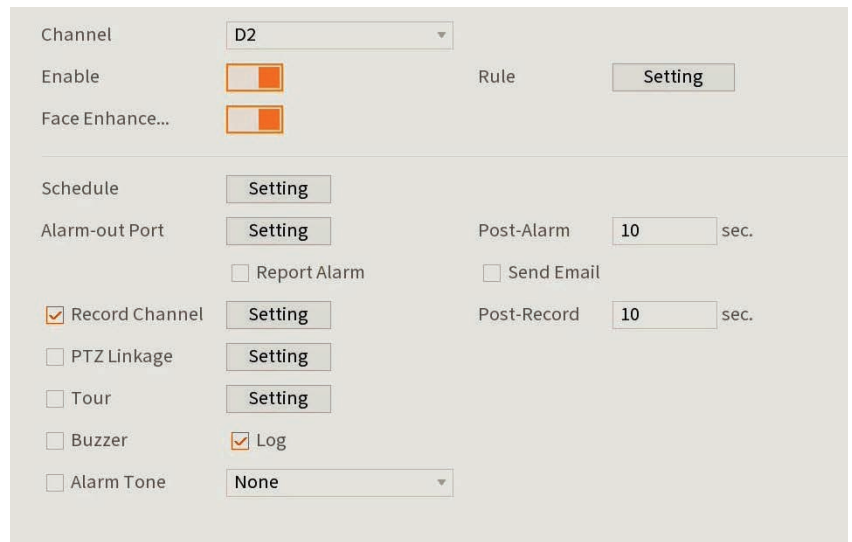 Channel D2
Enable Rule Setting
Face Enhance...
Schedule Setting
Alarm-out Port Setting Post-Alarm 10 sec.
Report Alarm Send Email
Record Channel Setting Post-Record 10 sec.
PTZ Linkage Setting
Tour Setting
Buzzer Log
Alarm Tone None